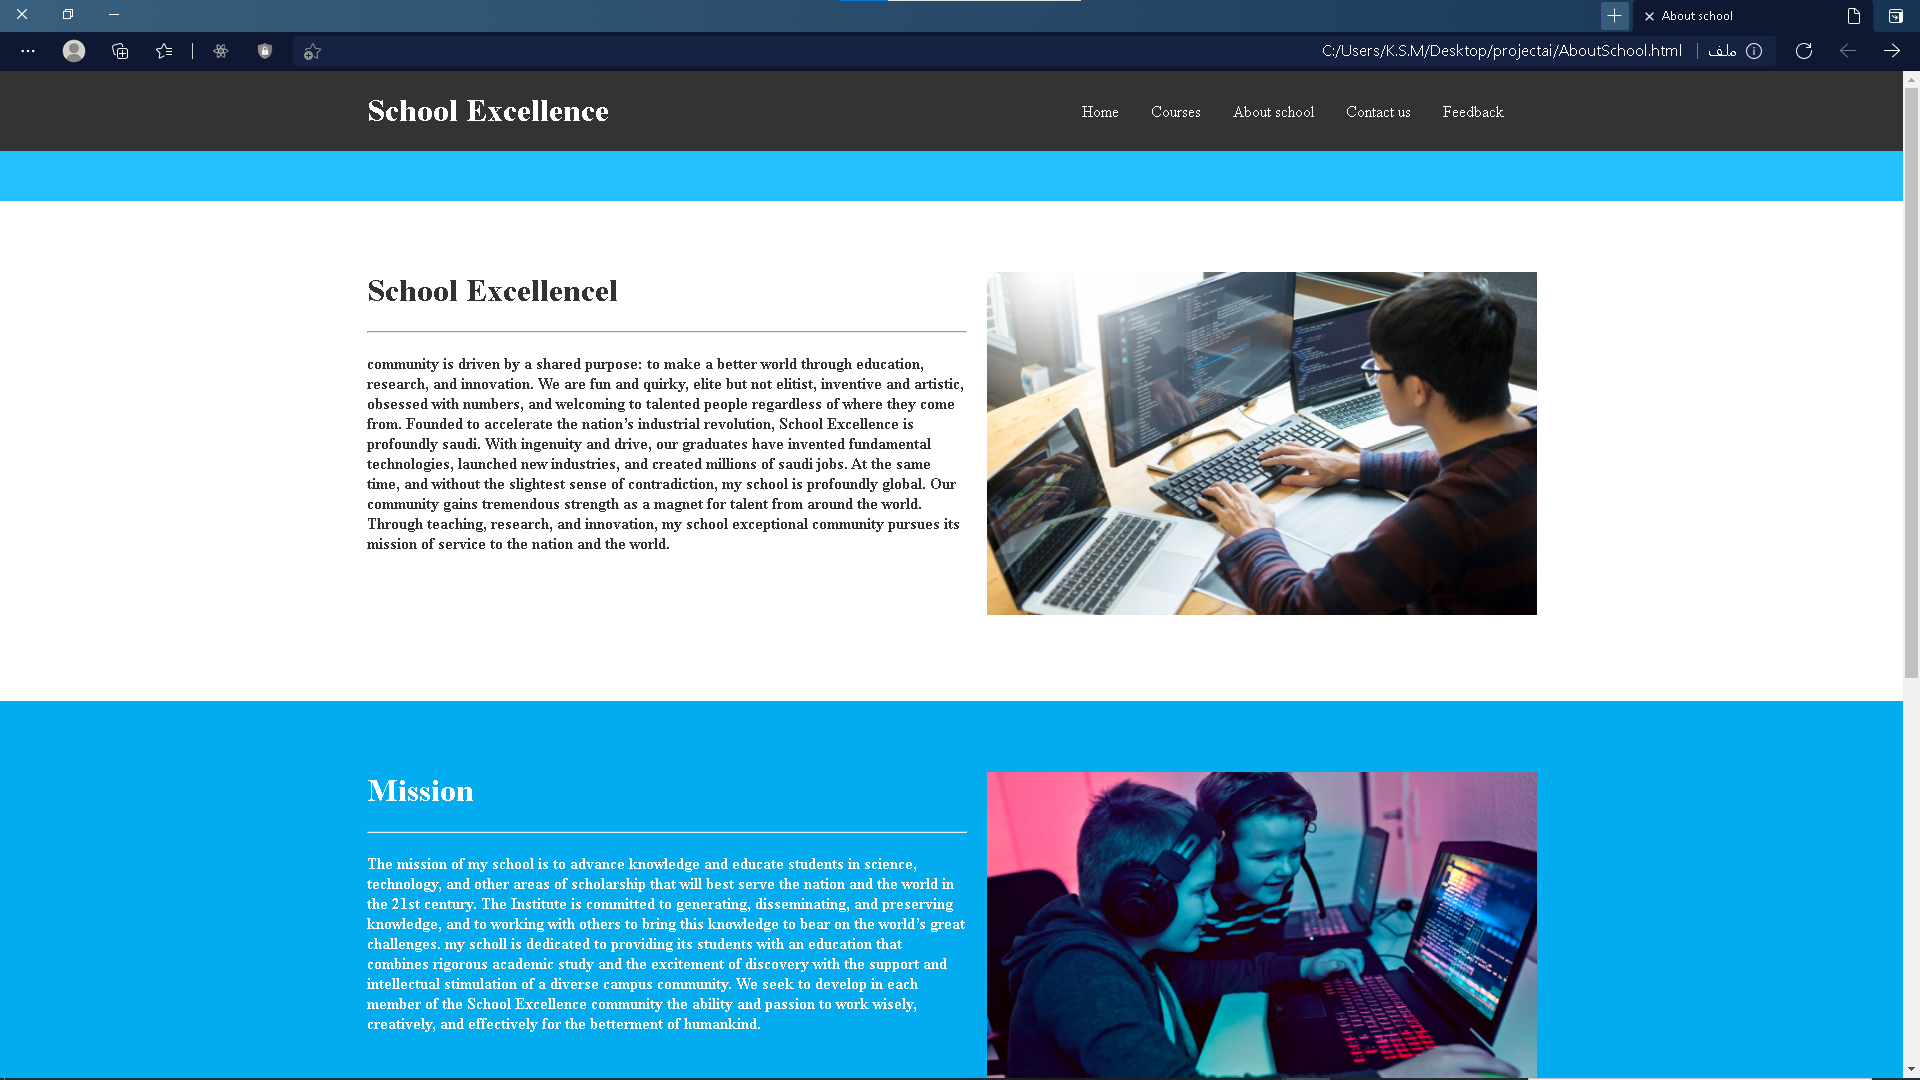 About school
C:/Users/K.S.M/Desktop/projectai/AboutSchool.html
ملف
School Excellence
Home
Courses
About school
Contact us
Feedback
School Excellencel
community is driven by a shared purpose: to make a better world through education,
research, and innovation. We are fun and quirky, elite but not elitist, inventive and artistic,
obsessed with numbers, and welcoming to talented people regardless of where they come
from. Founded to accelerate the nation’s industrial revolution, School Excellence is
profoundly saudi. With ingenuity and drive, our graduates have invented fundamental
technologies, launched new industries, and created millions of saudi jobs. At the same
time, and without the slightest sense of contradiction, my school is profoundly global. Our
community gains tremendous strength as a magnet for talent from around the world.
Through teaching, research, and innovation, my school exceptional community pursues its
mission of service to the nation and the world.
Mission
The mission of my school is to advance knowledge and educate students in science,
technology, and other areas of scholarship that will best serve the nation and the world in
the 21st century. The Institute is committed to generating, disseminating, and preserving
knowledge, and to working with others to bring this knowledge to bear on the world’s great
challenges. my scholl is dedicated to providing its students with an education that
combines rigorous academic study and the excitement of discovery with the support and
intellectual stimulation of a diverse campus community. We seek to develop in each
member of the School Excellence community the ability and passion to work wisely,
creatively, and effectively for the betterment of humankind.